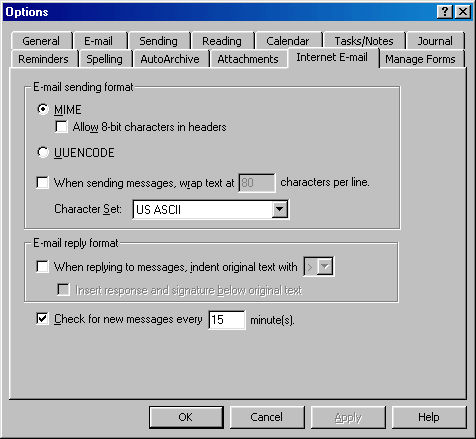 Options
General E-mail Sending Reading Calendar Tasks/Notes Journal
Reminders Spelling AutoArchive Attachments Internet E-mail Manage Forms
E-mail sending format
MIME
Allow 8-bit characters in headers
UUENCODE
When sending messages, wrap text at 80 characters per line.
Character Set: US ASCII
E-mail reply format
When replying to messages, indent original text with >
Insert response and signature below original text
Check for new messages every 15 minute(s).
OK Cancel Apply Help